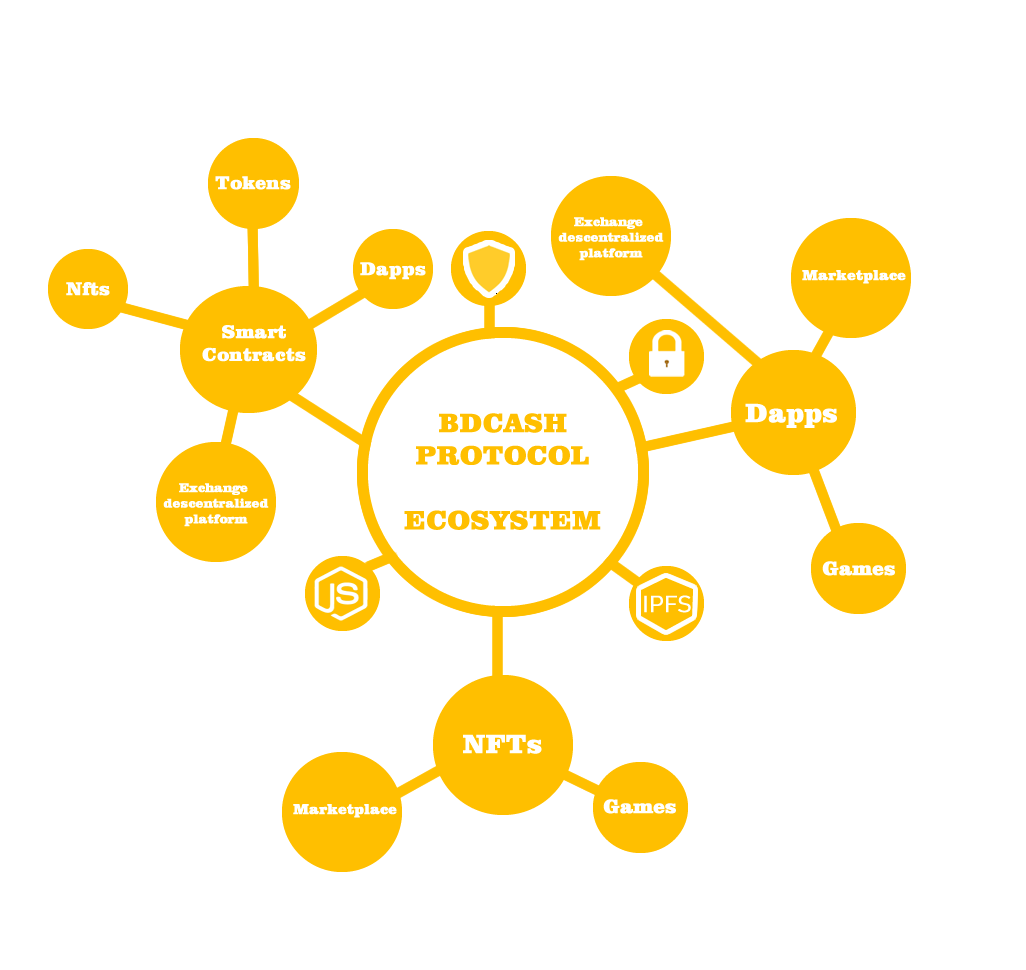 Tokens
Nfts
Dapps
Smart
Contracts
Exchange
descentralized
platform
Exchange
descentralized
platform
Marketplace
Dapps
Games
BDCASH
PROTOCOL
ECOSYSTEM
JS
IPFS
NFTs
Marketplace
Games